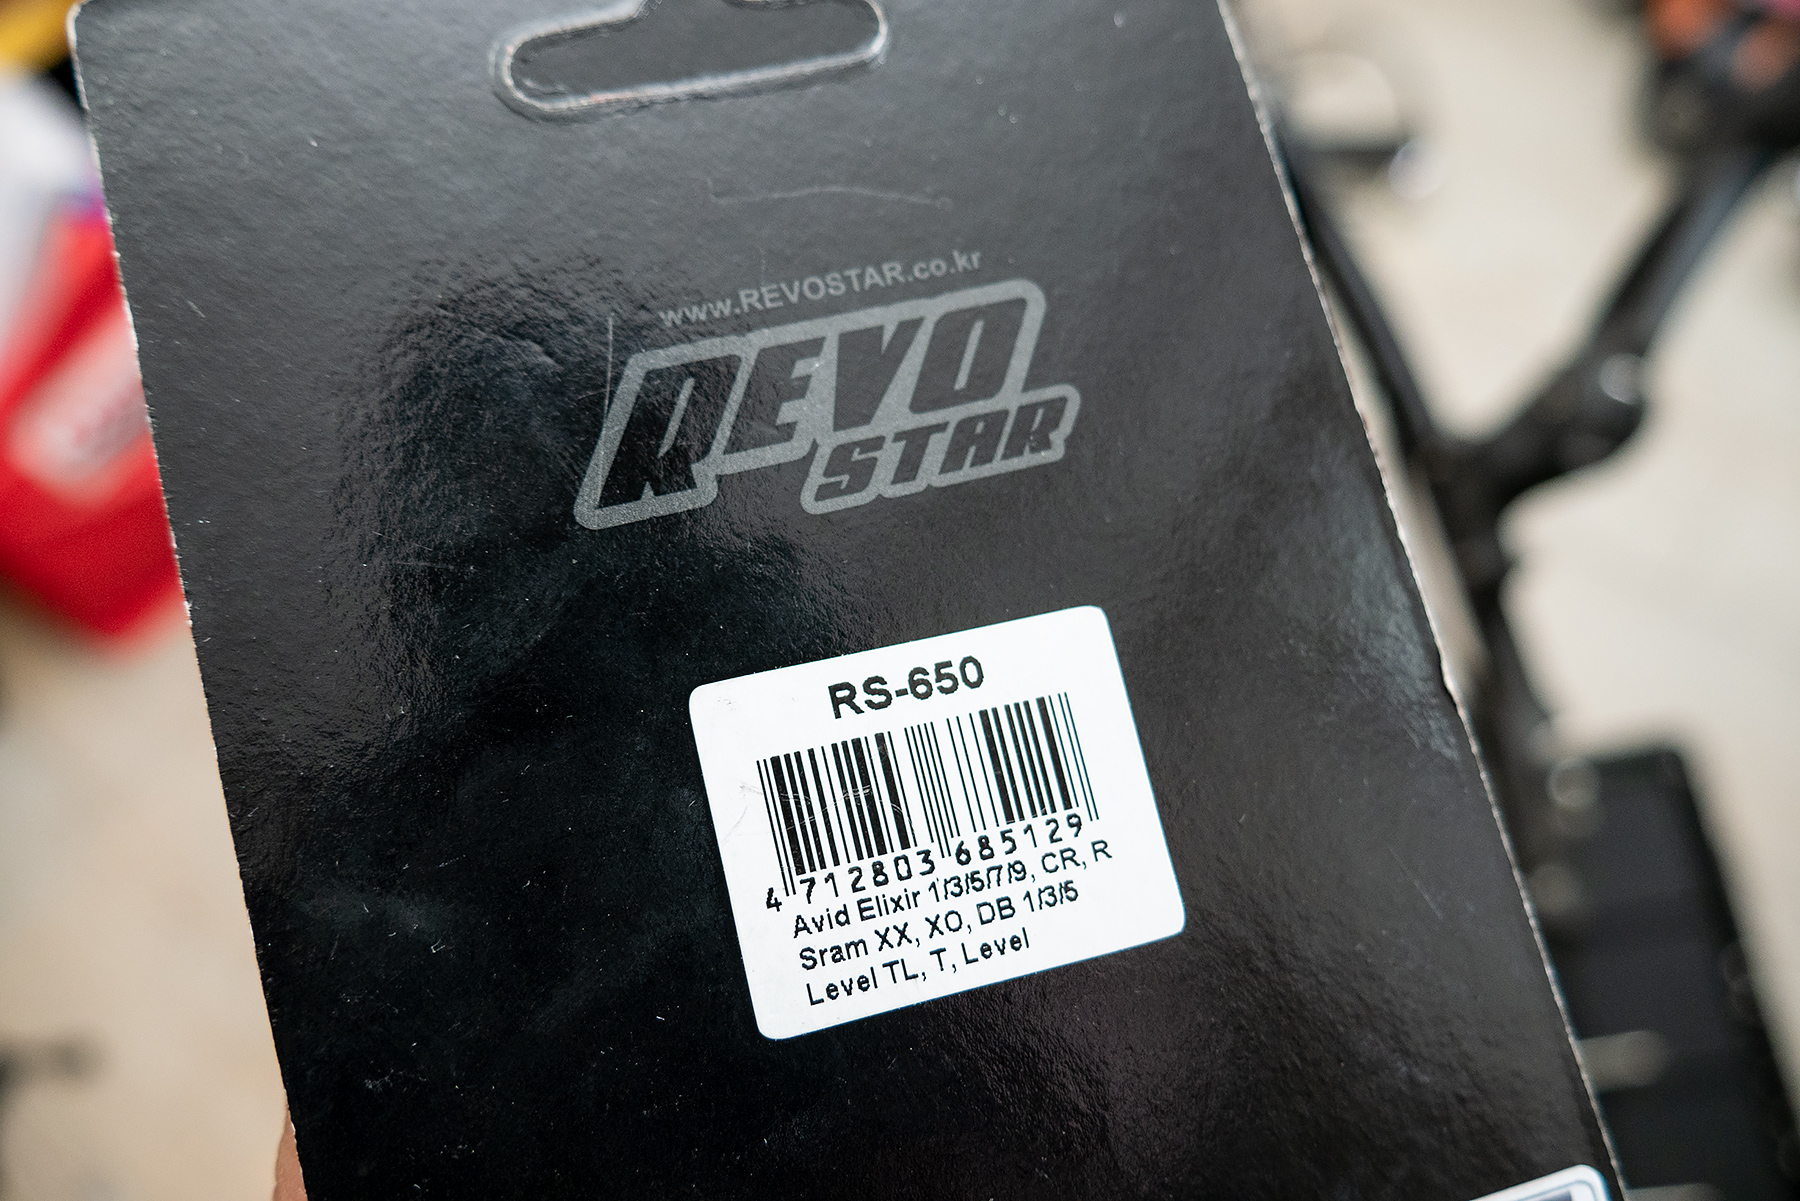 www.REVOSTAR.co.kr
REVO
STAR
RS-650
4 712803 685129
Avid Elixir 1/3/5/7/9, CR, R
Sram XX, XO, DB 1/3/5
Level TL, T, Level